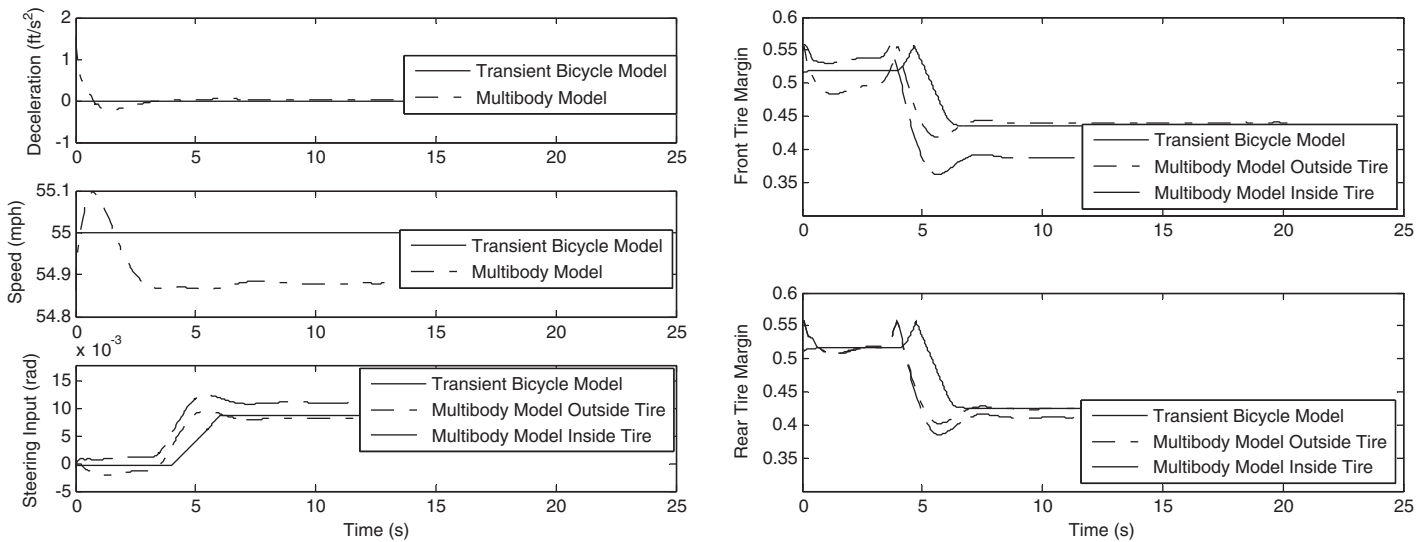 Deceleration (ft/s²)
2
1
0
-1
Transient Bicycle Model
Multibody Model
0 5 10 15 20 25
Speed (mph)
55.1
55
54.9
54.8
Transient Bicycle Model
Multibody Model
0 5 10 15 20 25
x 10⁻³
Steering Input (rad)
15
10
5
0
-5
Transient Bicycle Model
Multibody Model Outside Tire
Multibody Model Inside Tire
0 5 10 15 20 25
Time (s)
Front Tire Margin
0.6
0.55
0.5
0.45
0.4
0.35
Transient Bicycle Model
Multibody Model Outside Tire
Multibody Model Inside Tire
0 5 10 15 20 25
Rear Tire Margin
0.6
0.55
0.5
0.45
0.4
0.35
Transient Bicycle Model
Multibody Model Outside Tire
Multibody Model Inside Tire
0 5 10 15 20 25
Time (s)